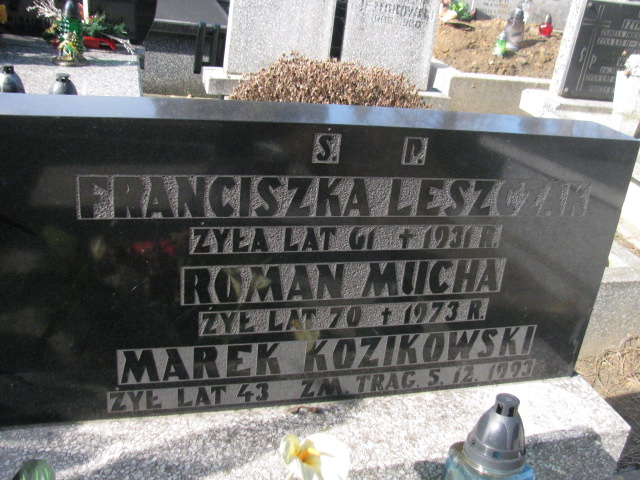 Ś. P.
FRANCISZKA LESZCZAK
ŻYŁA LAT 61 + 1931 R.
ROMAN MUCHA
ŻYŁ LAT 70 + 1973 R.
MAREK KOZIKOWSKI
ŻYŁ LAT 43 ZM. TRAG. 5.12.1993